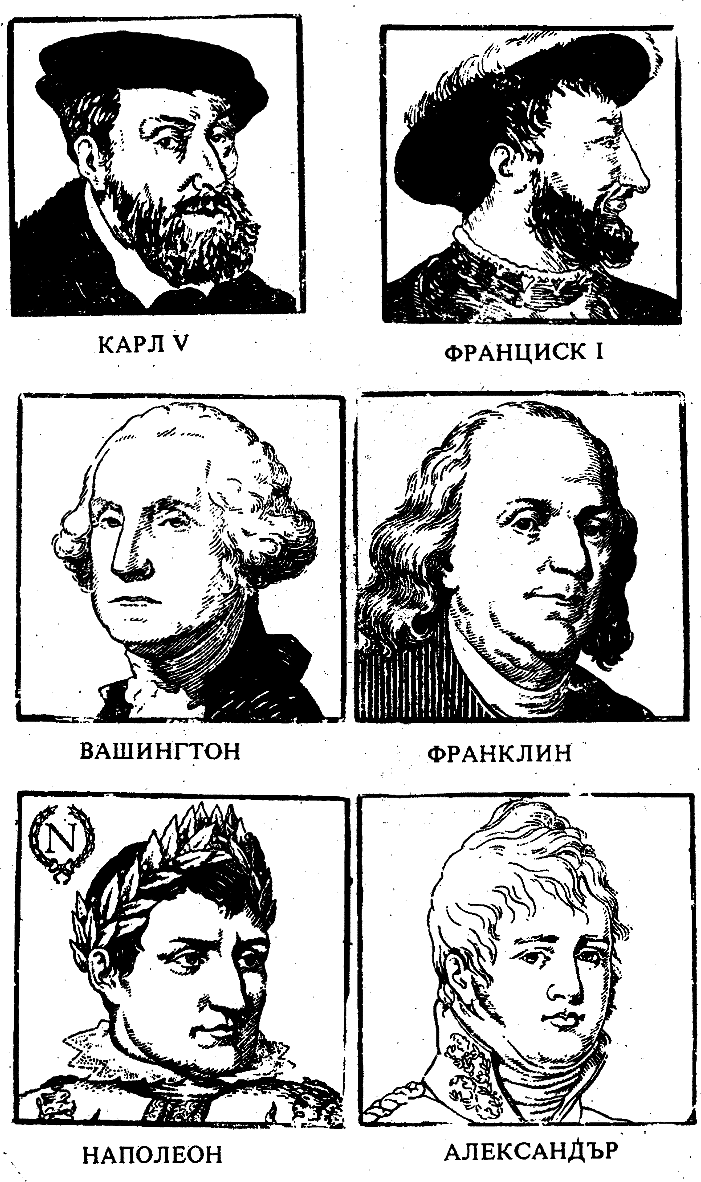 КАРЛ V
ФРАНЦИСК I
ВАШИНГТОН
ФРАНКЛИН
N
НАПОЛЕОН
АЛЕКСАНДЪР